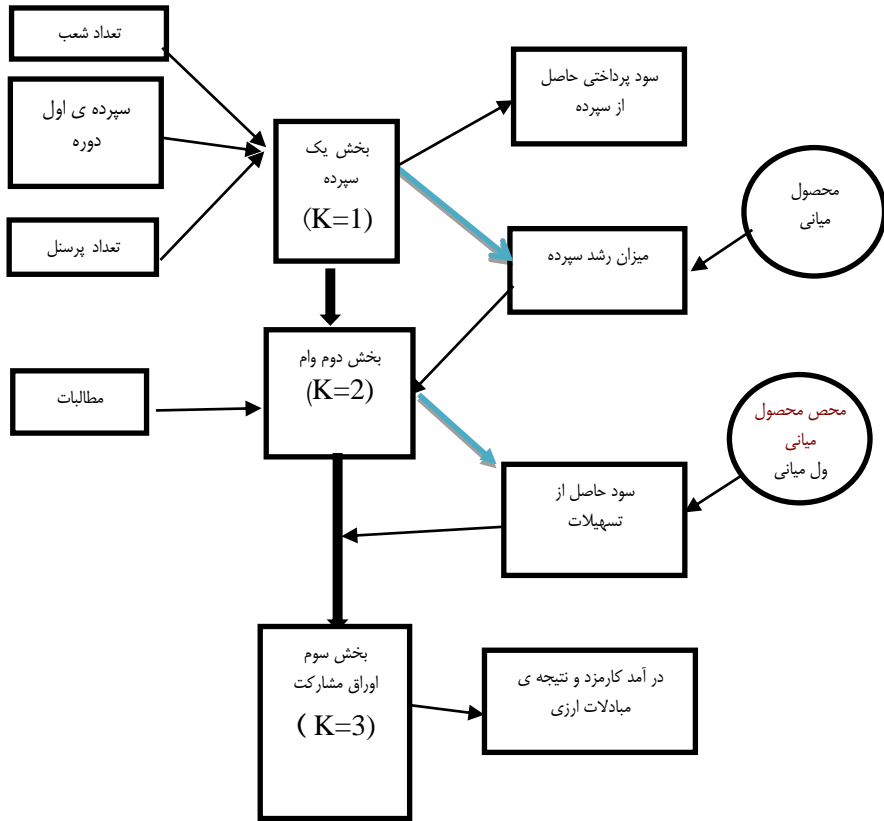 تعداد شعب
سپرده ی اول
دوره
تعداد پرسنل
بخش یک
سپرده
(K=1)
سود پرداختی حاصل
از سپرده
محصول
میانی
میزان رشد سپرده
بخش دوم وام
(K=2)
مطالبات
محص محصول
میانی
ول میانی
سود حاصل از
تسهیلات
بخش سوم
اوراق مشارکت
( K=3)
در آمد کارمزد و نتیجه ی
مبادلات ارزی